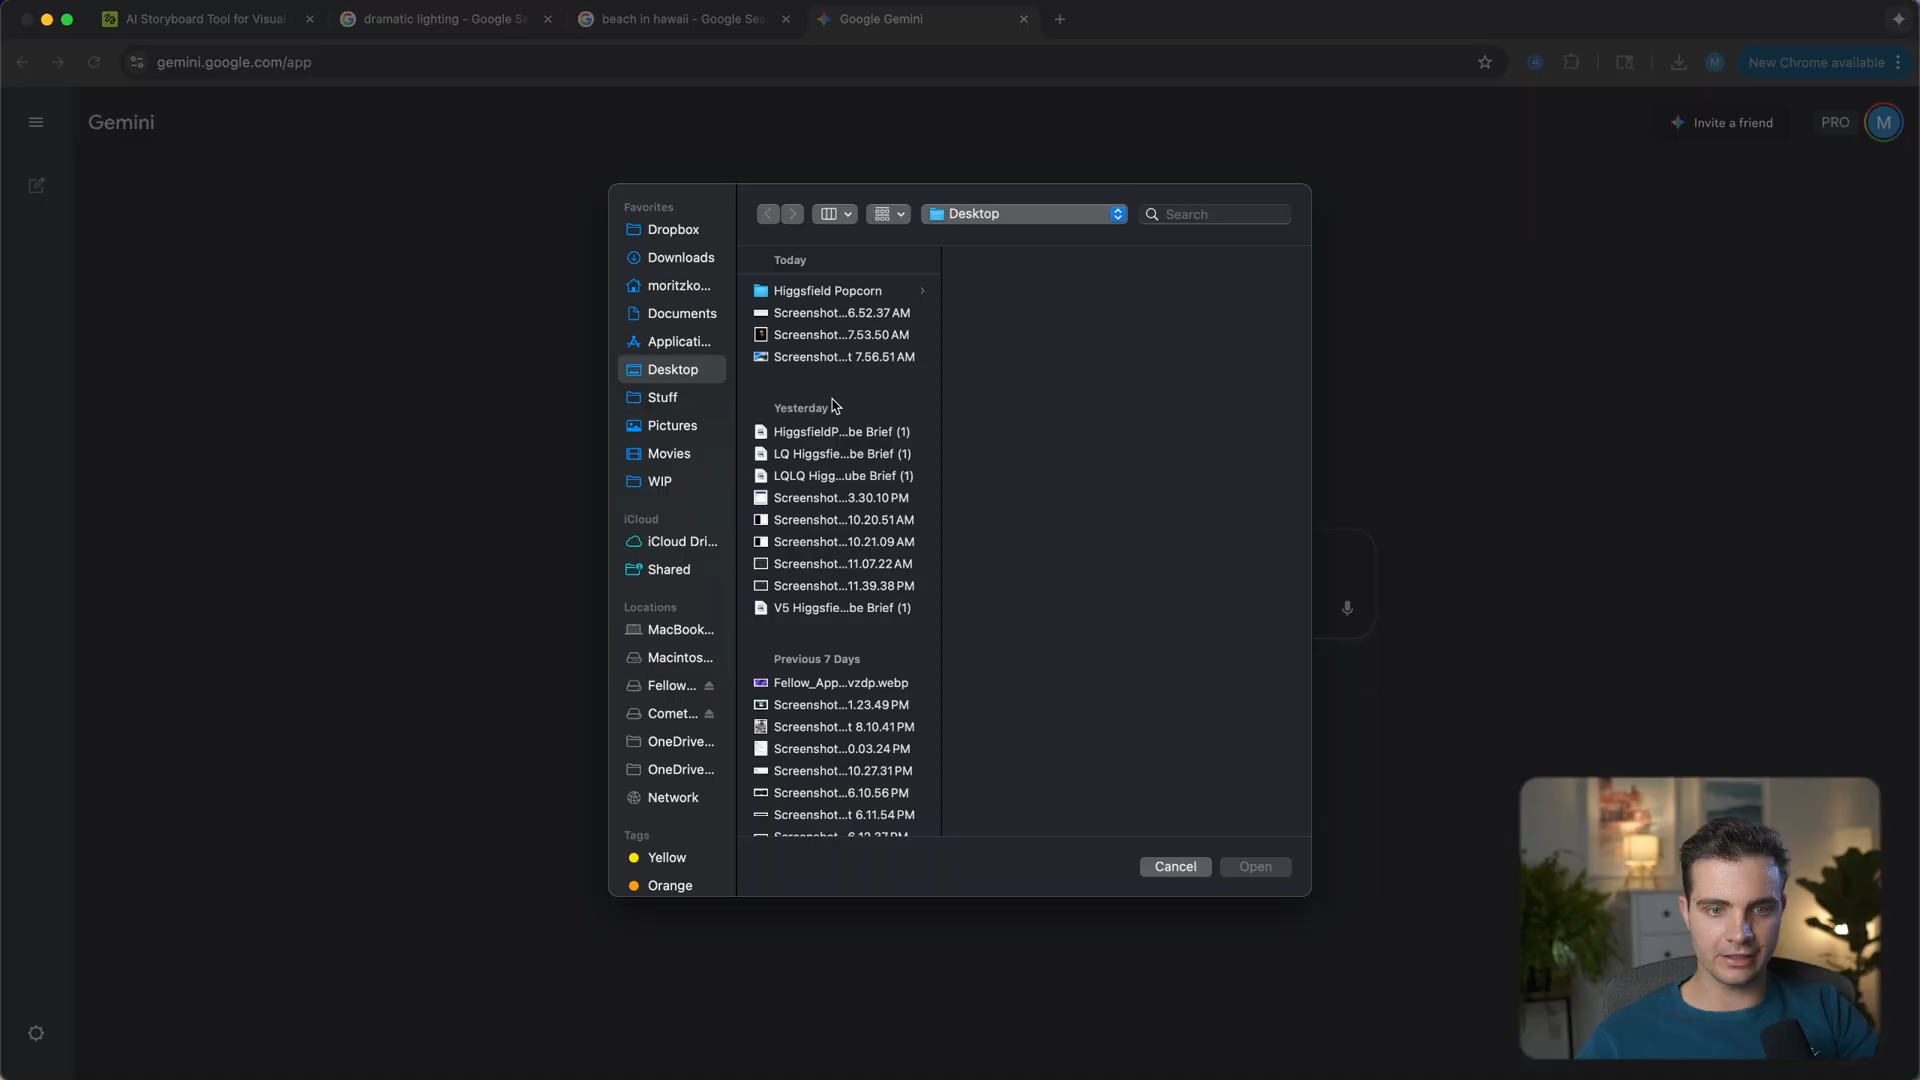 AI Storyboard Tool for Visual
dramatic lighting - Google Se
beach in hawaii - Google Sea
Google Gemini
gemini.google.com/app
M
New Chrome available
Gemini
Invite a friend
PRO
M
Favorites
Dropbox
Downloads
moritzko...
Documents
Applicati...
Desktop
Stuff
Pictures
Movies
WIP
iCloud
iCloud Dri...
Shared
Locations
MacBook...
Macintos...
Fellow...
Comet...
OneDrive...
OneDrive...
Network
Tags
Yellow
Orange
Desktop
Search
Today
Higgsfield Popcorn
Screenshot...6.52.37 AM
Screenshot...7.53.50 AM
Screenshot...t 7.56.51 AM
Yesterday
HiggsfieldP...be Brief (1)
LQ Higgsfie...be Brief (1)
LQLQ Higg...ube Brief (1)
Screenshot...3.30.10 PM
Screenshot...10.20.51 AM
Screenshot...10.21.09 AM
Screenshot...11.07.22 AM
Screenshot...11.39.38 PM
V5 Higgsfie...be Brief (1)
Previous 7 Days
Fellow_App...vzdp.webp
Screenshot...1.23.49 PM
Screenshot...t 8.10.41 PM
Screenshot...0.03.24 PM
Screenshot...10.27.31 PM
Screenshot...6.10.56 PM
Screenshot...t 6.11.54 PM
Screenshot...6.12.37 PM
Cancel
Open